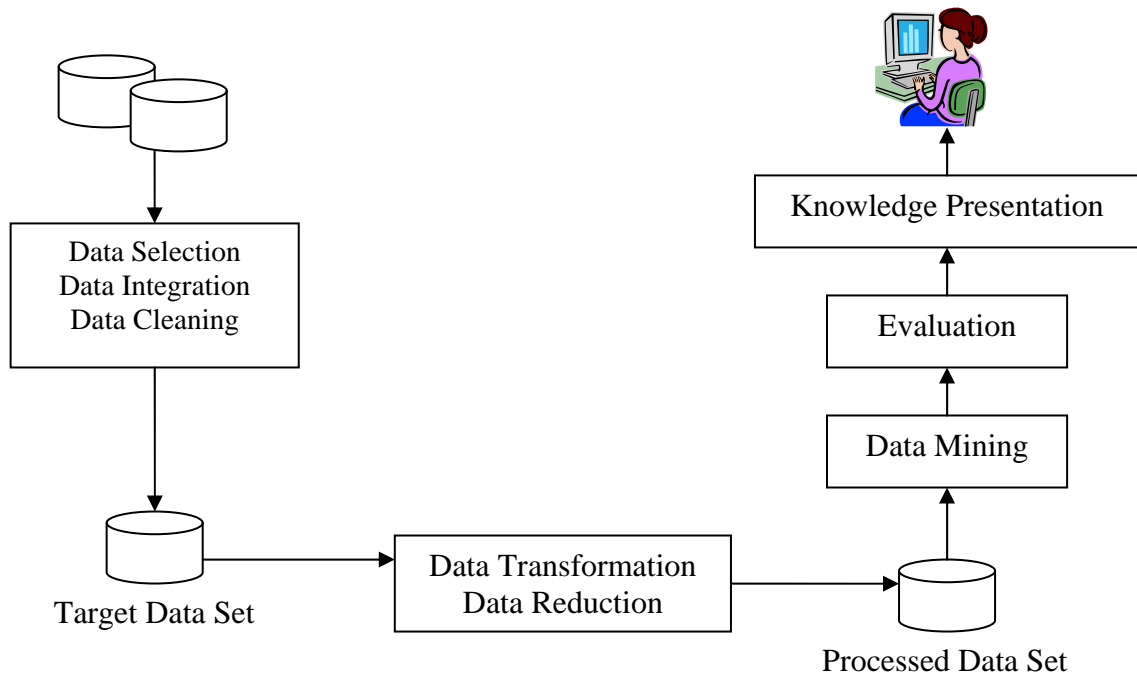 Data Selection
Data Integration
Data Cleaning
Target Data Set
Data Transformation
Data Reduction
Processed Data Set
Data Mining
Evaluation
Knowledge Presentation